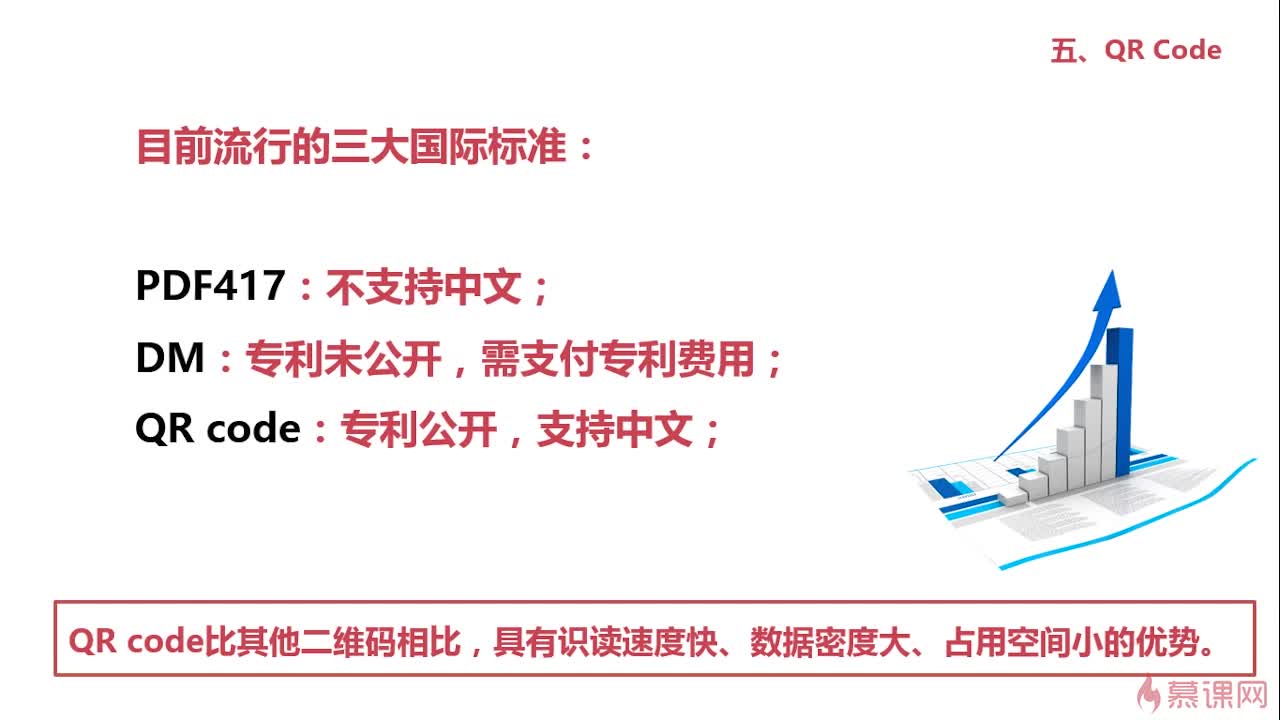 五、QR Code
目前流行的三大国际标准：
PDF417：不支持中文；
DM：专利未公开，需支付专利费用；
QR code：专利公开，支持中文；
QR code比其他二维码相比，具有识读速度快、数据密度大、占用空间小的优势。
慕课网